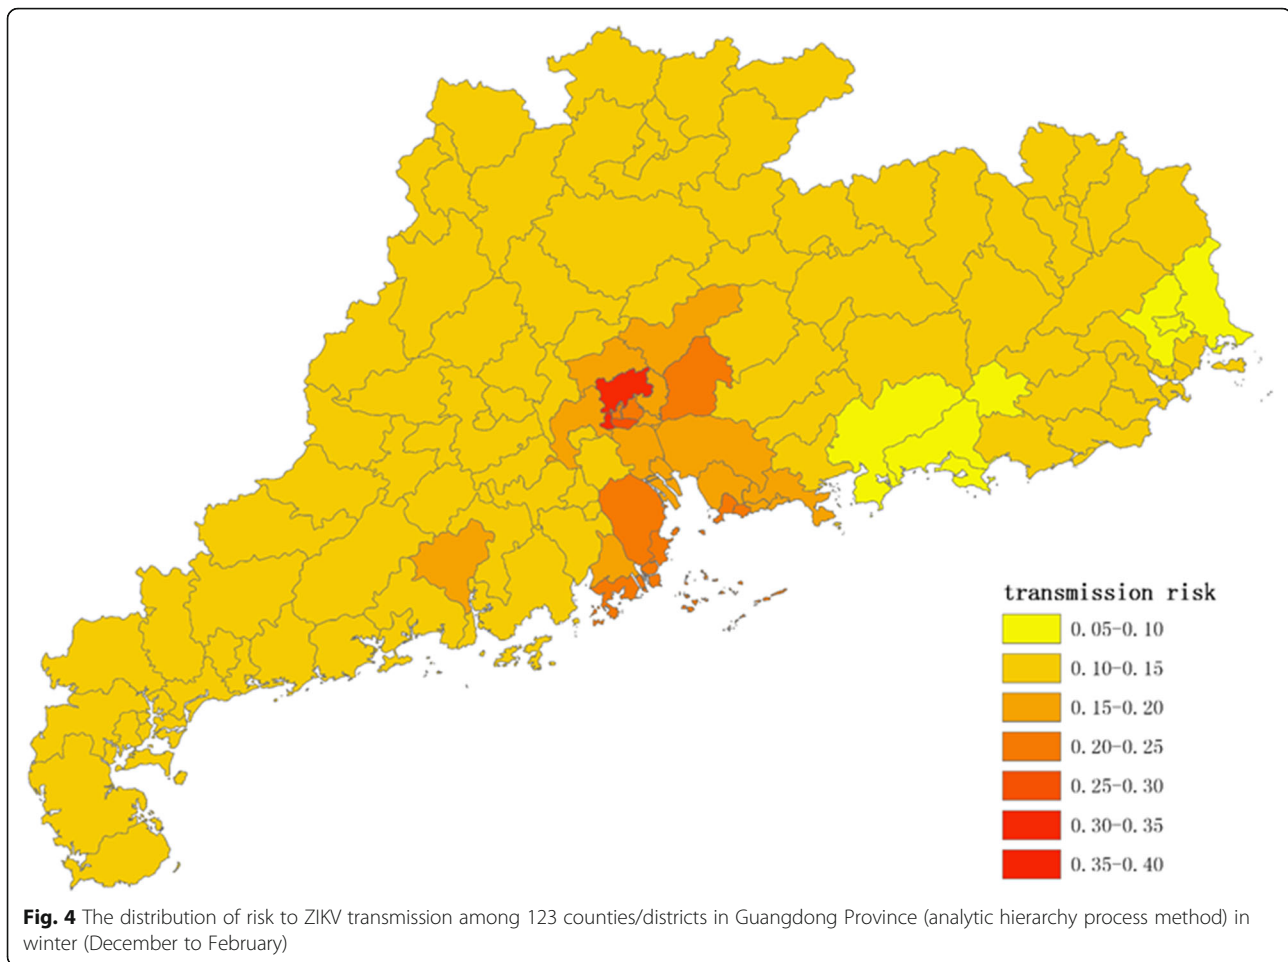 transmission risk
0.05-0.10
0.10-0.15
0.15-0.20
0.20-0.25
0.25-0.30
0.30-0.35
0.35-0.40
Fig. 4 The distribution of risk to ZIKV transmission among 123 counties/districts in Guangdong Province (analytic hierarchy process method) in
winter (December to February)